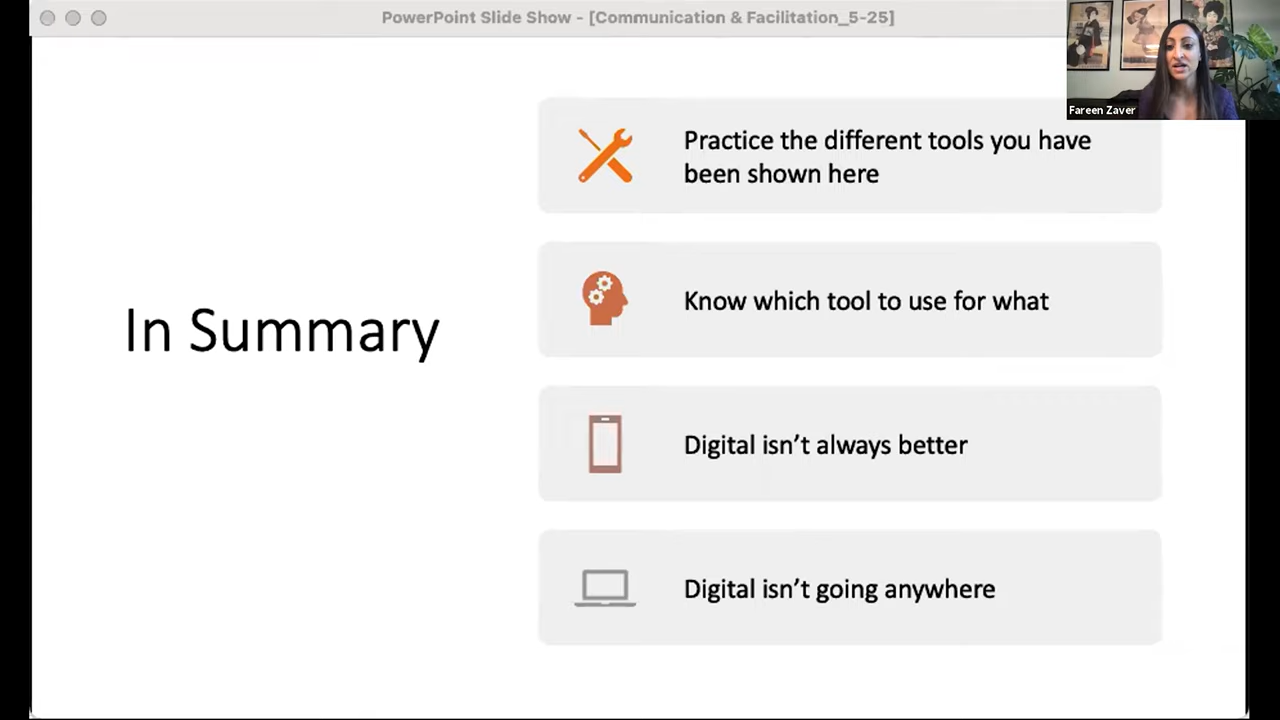 PowerPoint Slide Show - [Communication & Facilitation_5-25]
Fareen Zaver
In Summary
Practice the different tools you have
been shown here
Know which tool to use for what
Digital isn’t always better
Digital isn’t going anywhere